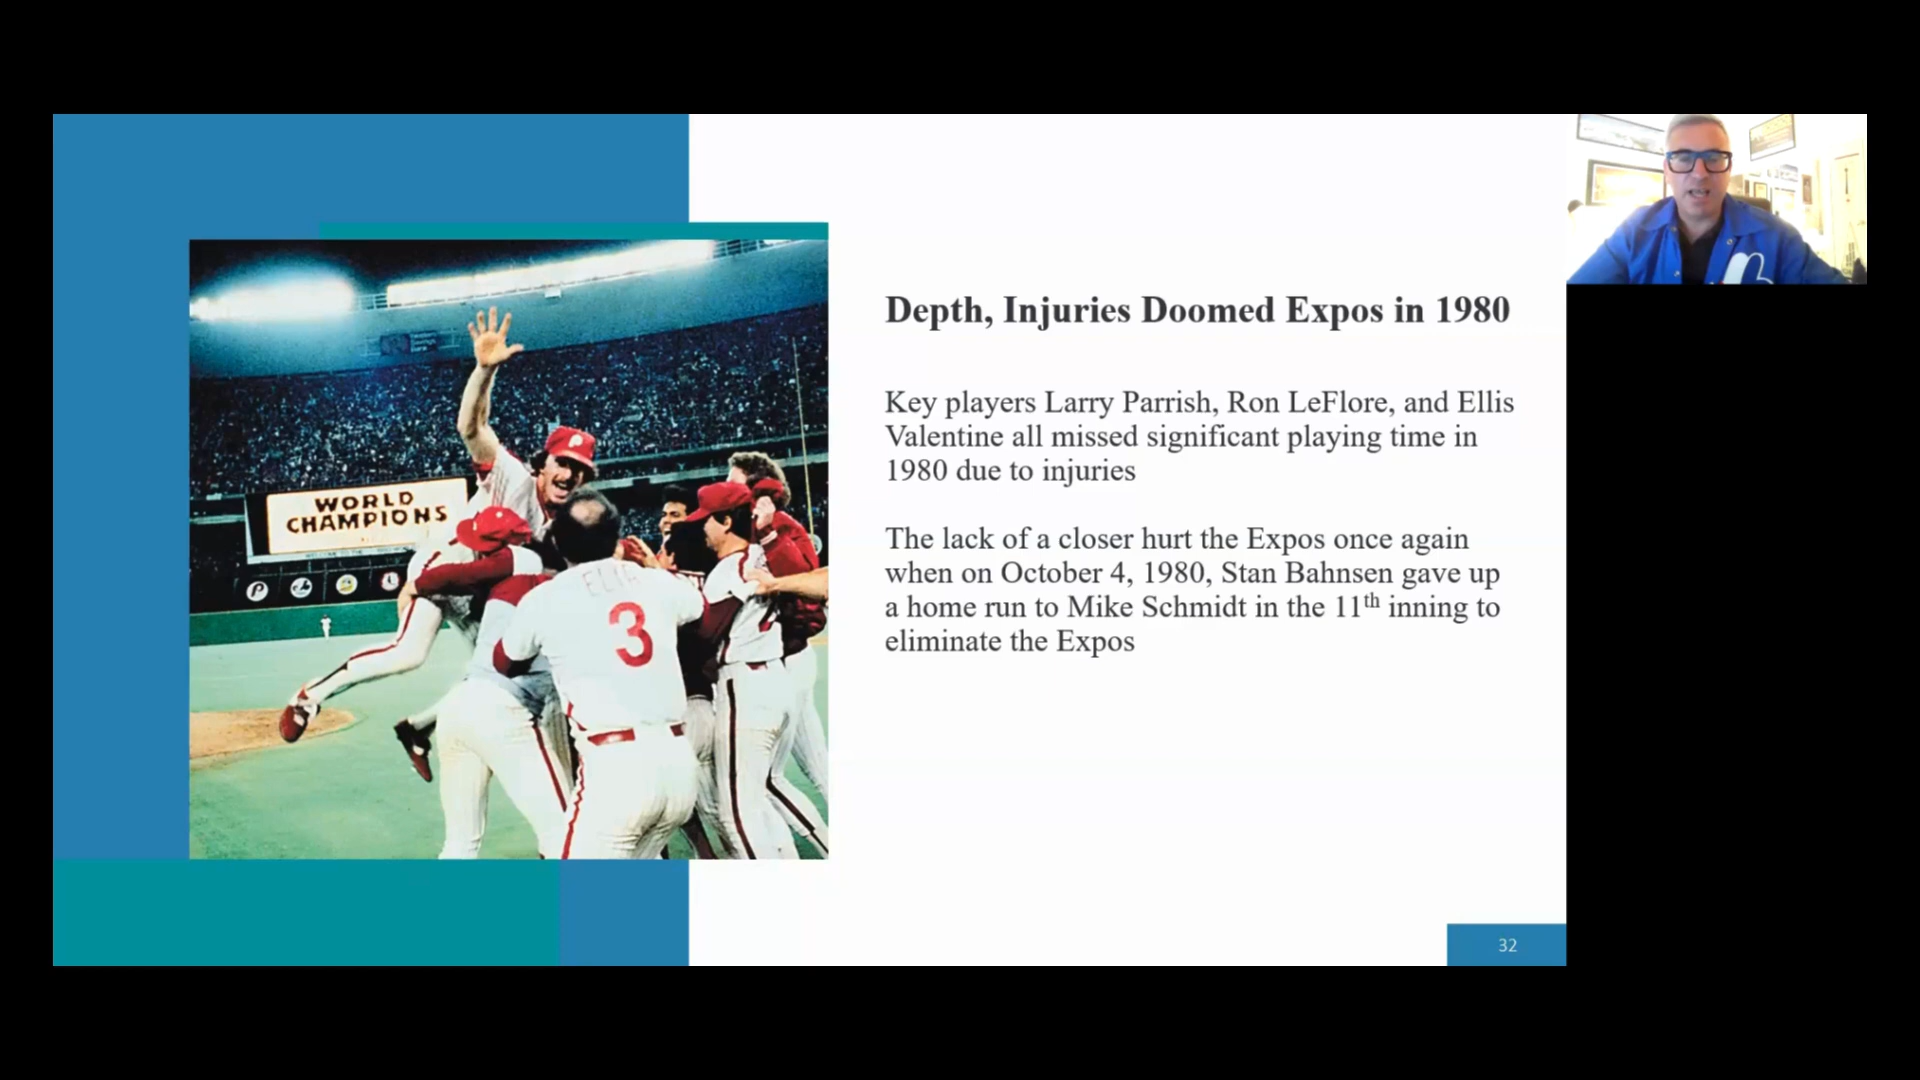 Depth, Injuries Doomed Expos in 1980
Key players Larry Parrish, Ron LeFlore, and Ellis
Valentine all missed significant playing time in
1980 due to injuries
The lack of a closer hurt the Expos once again
when on October 4, 1980, Stan Bahnsen gave up
a home run to Mike Schmidt in the 11th inning to
eliminate the Expos
WORLD
CHAMPIONS
P
3
32